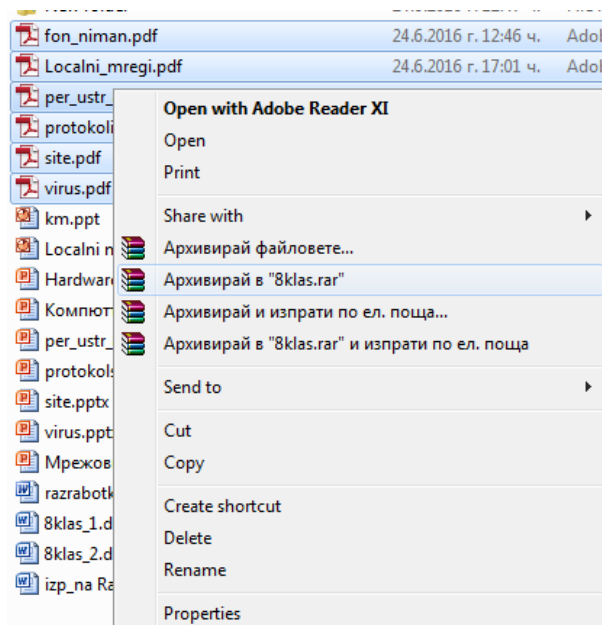 fon_niman.pdf 24.6.2016 г. 12:46 ч. Adob
Localni_mregi.pdf 24.6.2016 г. 17:01 ч. Adob
per_ustr_
protokoli
site.pdf
virus.pdf
km.ppt
Localni n
Hardwar
Компют
per_ustr_
protokols
site.pptx
virus.ppt
Мрежов
razrabotk
8klas_1.d
8klas_2.d
izp_na Ra
Open with Adobe Reader XI
Open
Print
Share with
Архивирай файловете...
Архивирай в "8klas.rar"
Архивирай и изпрати по ел. поща...
Архивирай в "8klas.rar" и изпрати по ел. поща
Send to
Cut
Copy
Create shortcut
Delete
Rename
Properties